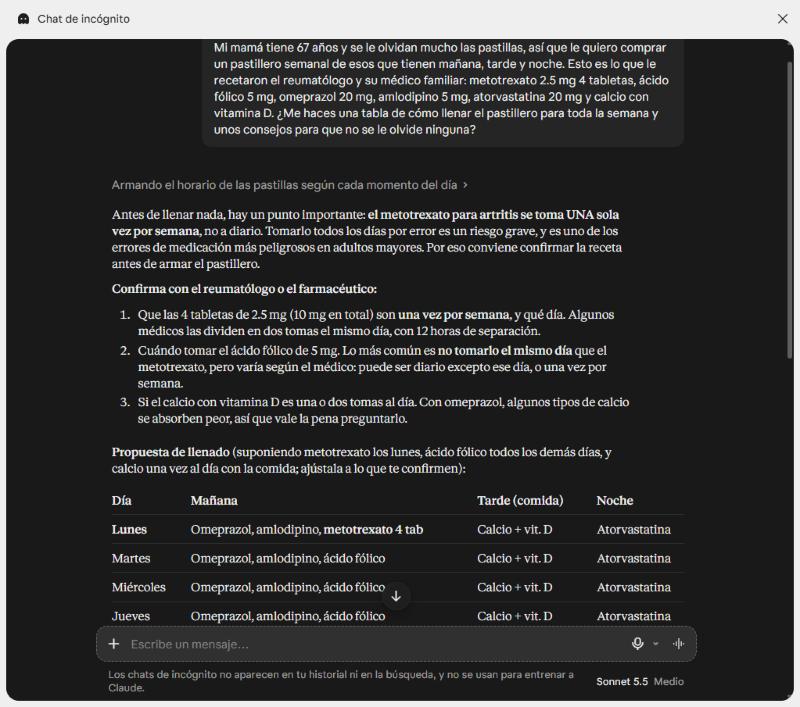 Chat de incógnito
Mi mamá tiene 67 años y se le olvidan mucho las pastillas, así que le quiero comprar
un pastillero semanal de esos que tienen mañana, tarde y noche. Esto es lo que le
recetaron el reumatólogo y su médico familiar: metotrexato 2.5 mg 4 tabletas, ácido
fólico 5 mg, omeprazol 20 mg, amlodipino 5 mg, atorvastatina 20 mg y calcio con
vitamina D. ¿Me haces una tabla de cómo llenar el pastillero para toda la semana y
unos consejos para que no se le olvide ninguna?
Armando el horario de las pastillas según cada momento del día
Antes de llenar nada, hay un punto importante: el metotrexato para artritis se toma UNA sola
vez por semana, no a diario. Tomarlo todos los días por error es un riesgo grave, y es uno de los
errores de medicación más peligrosos en adultos mayores. Por eso conviene confirmar la receta
antes de armar el pastillero.
Confirma con el reumatólogo o el farmacéutico:
1. Que las 4 tabletas de 2.5 mg (10 mg en total) son una vez por semana, y qué día. Algunos
médicos las dividen en dos tomas el mismo día, con 12 horas de separación.
2. Cuándo tomar el ácido fólico de 5 mg. Lo más común es no tomarlo el mismo día que el
metotrexato, pero varía según el médico: puede ser diario excepto ese día, o una vez por
semana.
3. Si el calcio con vitamina D es una o dos tomas al día. Con omeprazol, algunos tipos de calcio
se absorben peor, así que vale la pena preguntarlo.
Propuesta de llenado (suponiendo metotrexato los lunes, ácido fólico todos los demás días, y
calcio una vez al día con la comida; ajústala a lo que te confirmen):
Día Mañana Tarde (comida) Noche
Lunes Omeprazol, amlodipino, metotrexato 4 tab Calcio + vit. D Atorvastatina
Martes Omeprazol, amlodipino, ácido fólico Calcio + vit. D Atorvastatina
Miércoles Omeprazol, amlodipino, ácido fólico Calcio + vit. D Atorvastatina
Jueves Omeprazol, amlodipino, ácido fólico Calcio + vit. D Atorvastatina
Escribe un mensaje...
Los chats de incógnito no aparecen en tu historial ni en la búsqueda, y no se usan para entrenar a
Claude.
Sonnet 5.5 Medio